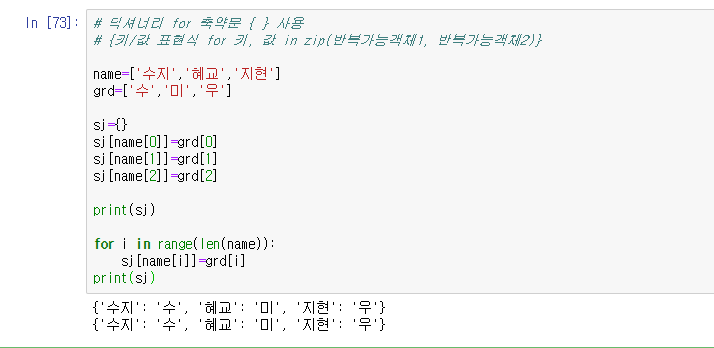 In [73]: # 딕셔너리 for 축약문 { } 사용
# {키/값 표현식 for 키, 값 in zip(반복가능객체1, 반복가능객체2)}
name=['수지','혜교','지현']
grd=['수','미','우']
sj={}
sj[name[0]]=grd[0]
sj[name[1]]=grd[1]
sj[name[2]]=grd[2]
print(sj)
for i in range(len(name)):
    sj[name[i]]=grd[i]
print(sj)
{'수지': '수', '혜교': '미', '지현': '우'}
{'수지': '수', '혜교': '미', '지현': '우'}